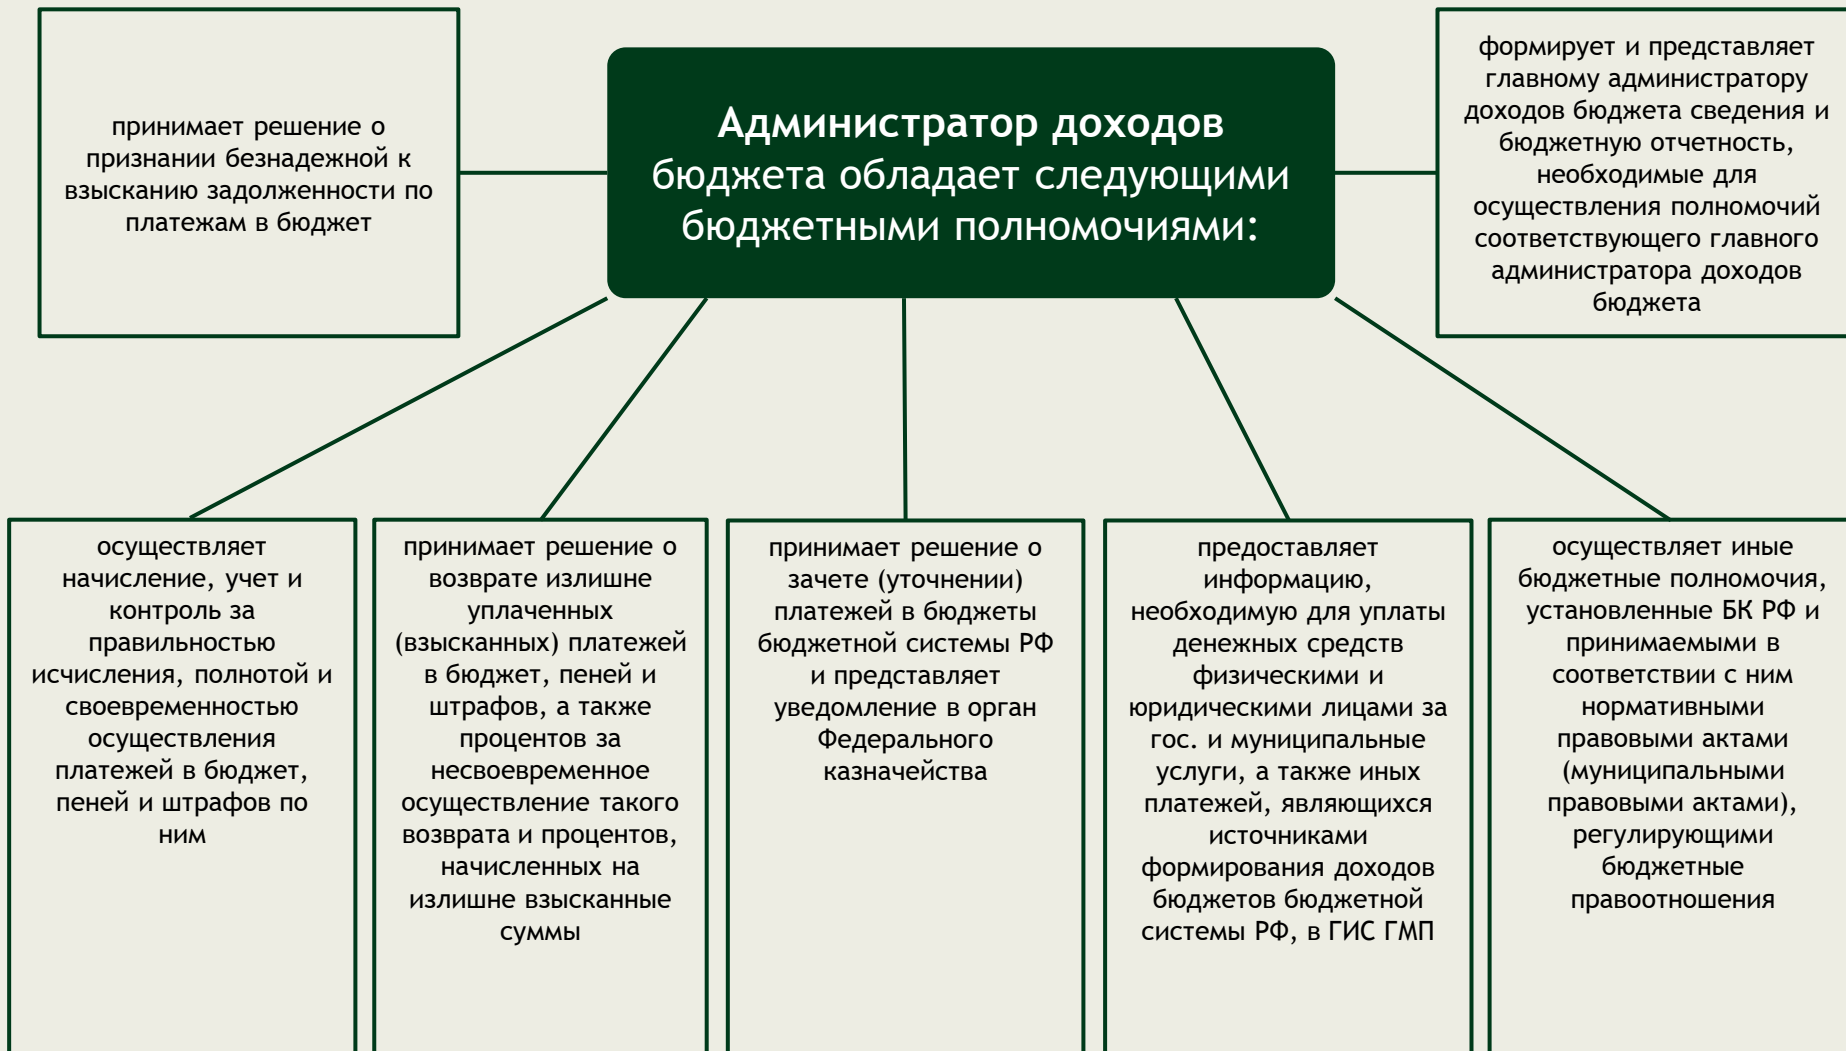 принимает решение о
признании безнадежной к
взысканию задолженности по
платежам в бюджет
Администратор доходов
бюджета обладает следующими
бюджетными полномочиями:
формирует и представляет
главному администратору
доходов бюджета сведения и
бюджетную отчетность,
необходимые для
осуществления полномочий
соответствующего главного
администратора доходов
бюджета
осуществляет
начисление, учет и
контроль за
правильностью
исчисления, полнотой и
своевременностью
осуществления
платежей в бюджет,
пеней и штрафов по
ним
принимает решение о
возврате излишне
уплаченных
(взысканных) платежей
в бюджет, пеней и
штрафов, а также
процентов за
несвоевременное
осуществление такого
возврата и процентов,
начисленных на
излишне взысканные
суммы
принимает решение о
зачете (уточнении)
платежей в бюджеты
бюджетной системы РФ
и представляет
уведомление в орган
Федерального
казначейства
предоставляет
информацию,
необходимую для уплаты
денежных средств
физическими и
юридическими лицами за
гос. и муниципальные
услуги, а также иных
платежей, являющихся
источниками
формирования доходов
бюджетов бюджетной
системы РФ, в ГИС ГМП
осуществляет иные
бюджетные полномочия,
установленные БК РФ и
принимаемыми в
соответствии с ним
нормативными
правовыми актами
(муниципальными
правовыми актами),
регулирующими
бюджетные
правоотношения